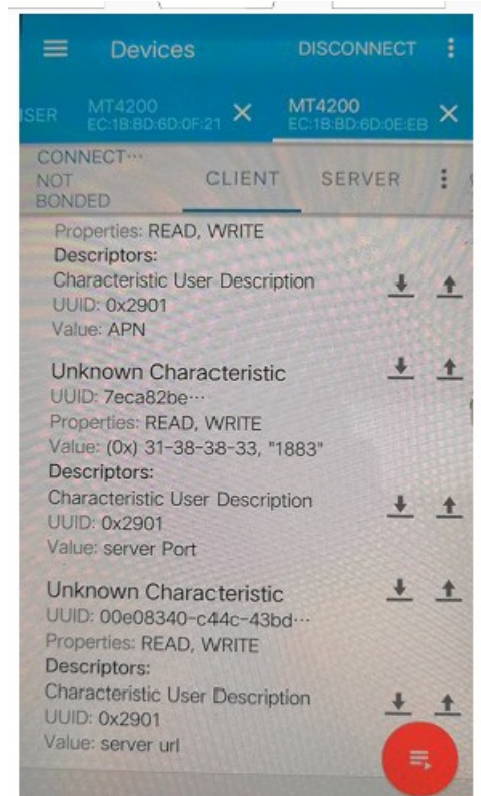 Devices
DISCONNECT
SER
MT4200
EC:1B:BD:6D:0F:21
MT4200
EC:1B:BD:6D:0E:EB
CONNECT···
NOT
BONDED
CLIENT
SERVER
Properties: READ, WRITE
Descriptors:
Characteristic User Description
UUID: 0x2901
Value: APN
Unknown Characteristic
UUID: 7eca82be···
Properties: READ, WRITE
Value: (0x) 31-38-38-33, "1883"
Descriptors:
Characteristic User Description
UUID: 0x2901
Value: server Port
Unknown Characteristic
UUID: 00e08340-c44c-43bd···
Properties: READ, WRITE
Descriptors:
Characteristic User Description
UUID: 0x2901
Value: server url